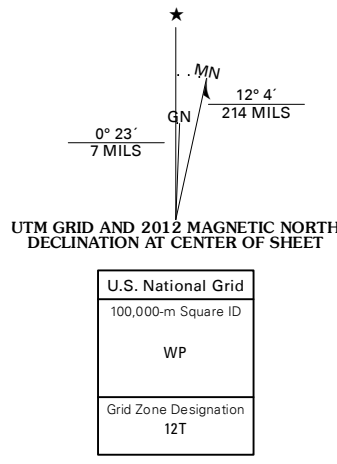 ★
MN
GN
12° 4´
214 MILS
0° 23´
7 MILS
UTM GRID AND 2012 MAGNETIC NORTH
DECLINATION AT CENTER OF SHEET
U.S. National Grid
100,000-m Square ID
WP
Grid Zone Designation
12T